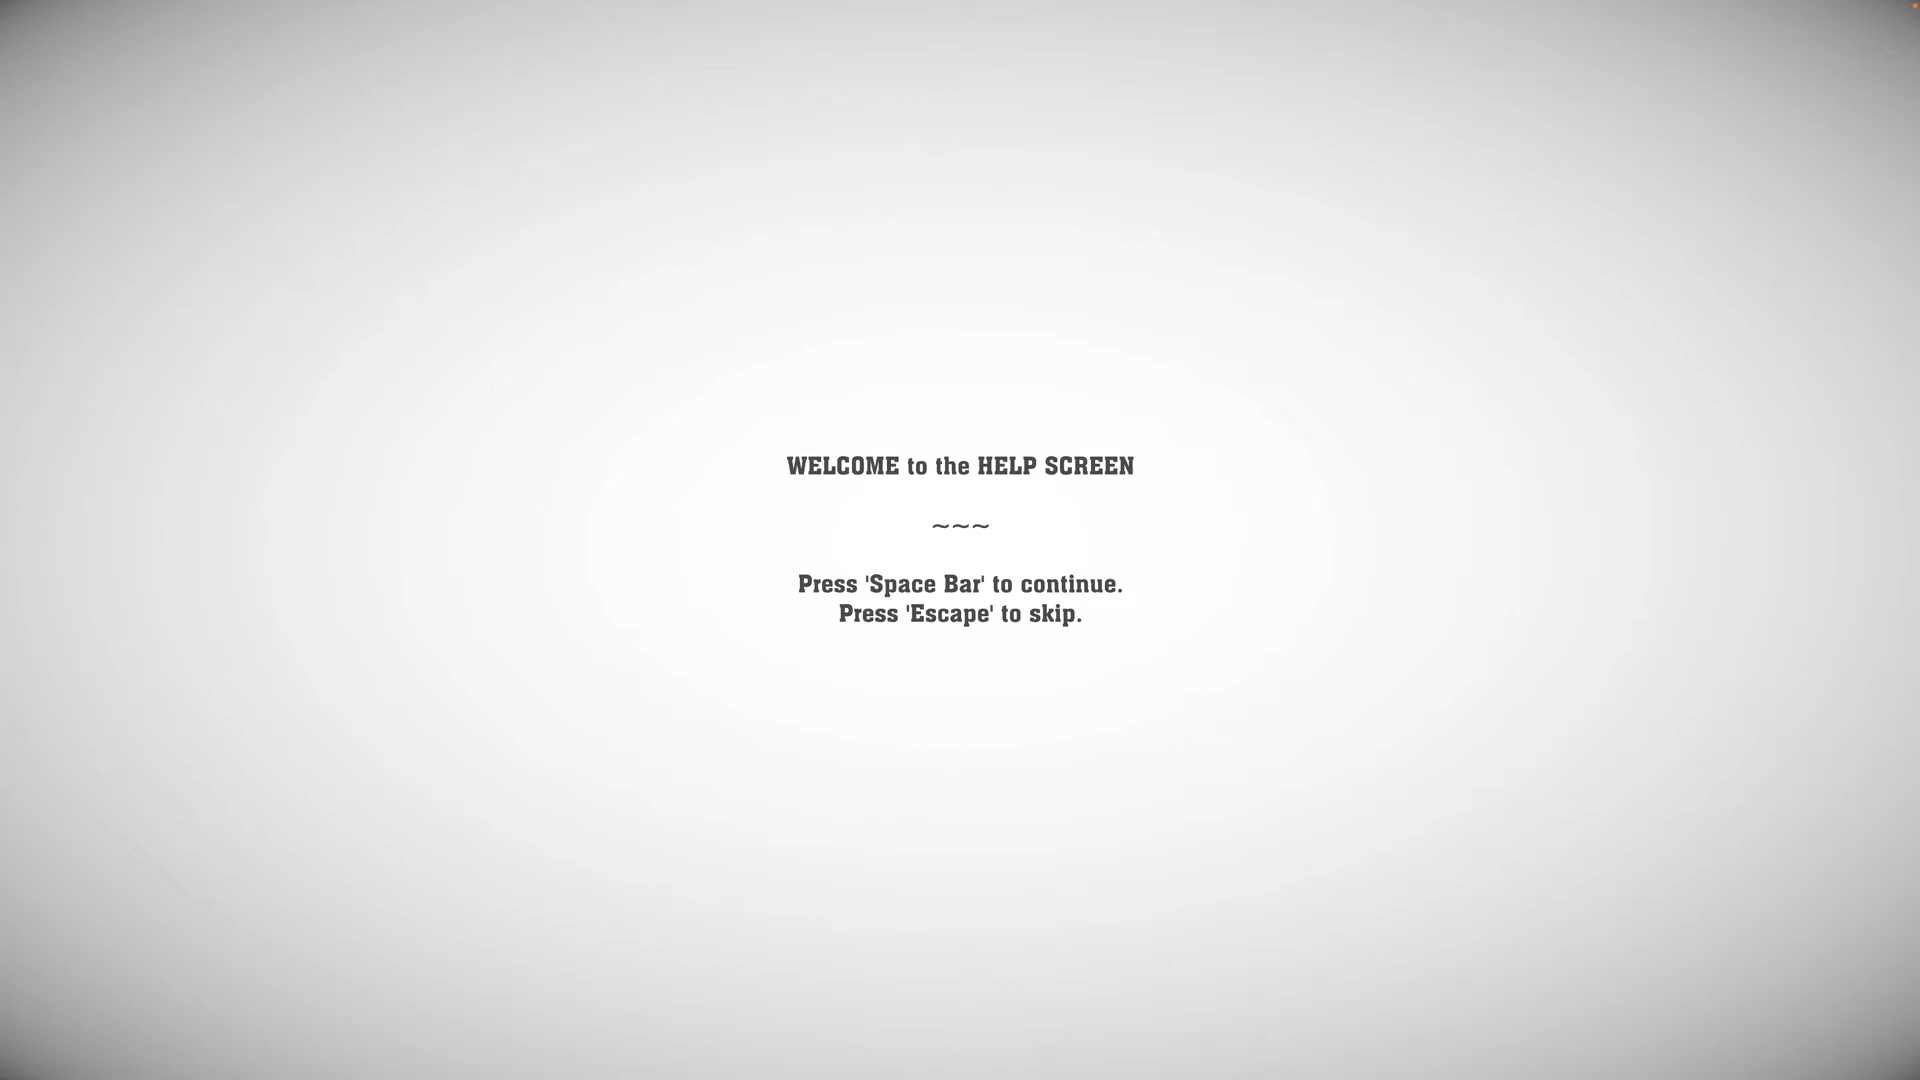 WELCOME to the HELP SCREEN
~~~
Press 'Space Bar' to continue.
Press 'Escape' to skip.